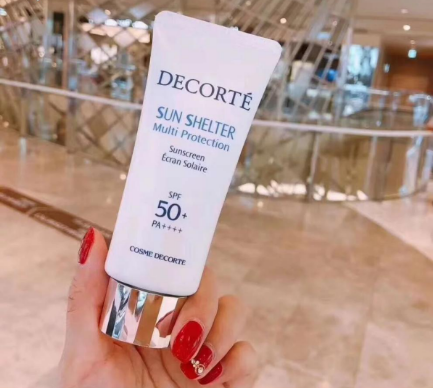 DECORTÉ
SUN SHELTER
Multi Protection
Sunscreen
Écran Solaire
SPF
50+
PA++++
COSME DECORTE